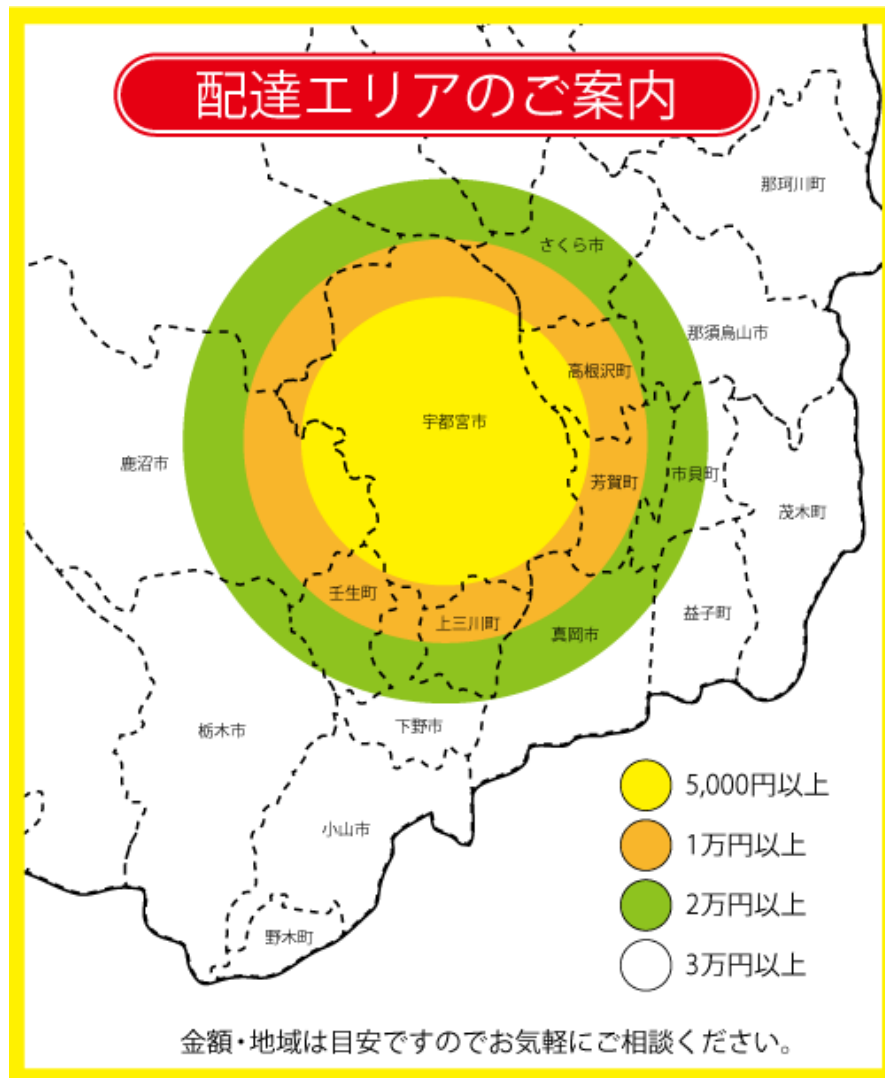 配達エリアのご案内
那珂川町
さくら市
那須烏山市
高根沢町
宇都宮市
鹿沼市
市貝町
芳賀町
茂木町
壬生町
益子町
上三川町
真岡市
下野市
栃木市
小山市
野木町
5,000円以上
1万円以上
2万円以上
3万円以上
金額・地域は目安ですのでお気軽にご相談ください。